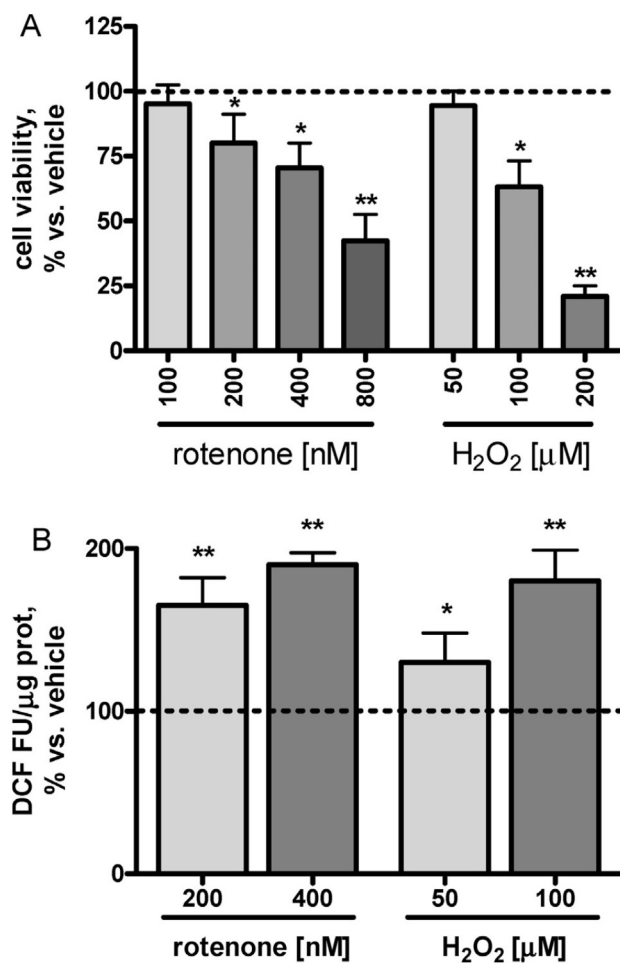 A
cell viability,
% vs. vehicle
125
100
75
50
25
0
* * ** * **
100 200 400 800 50 100 200
rotenone [nM] H₂O₂ [μM]
B
DCF FU/μg prot,
% vs. vehicle
200
100
0
** ** * **
200 400 50 100
rotenone [nM] H₂O₂ [μM]